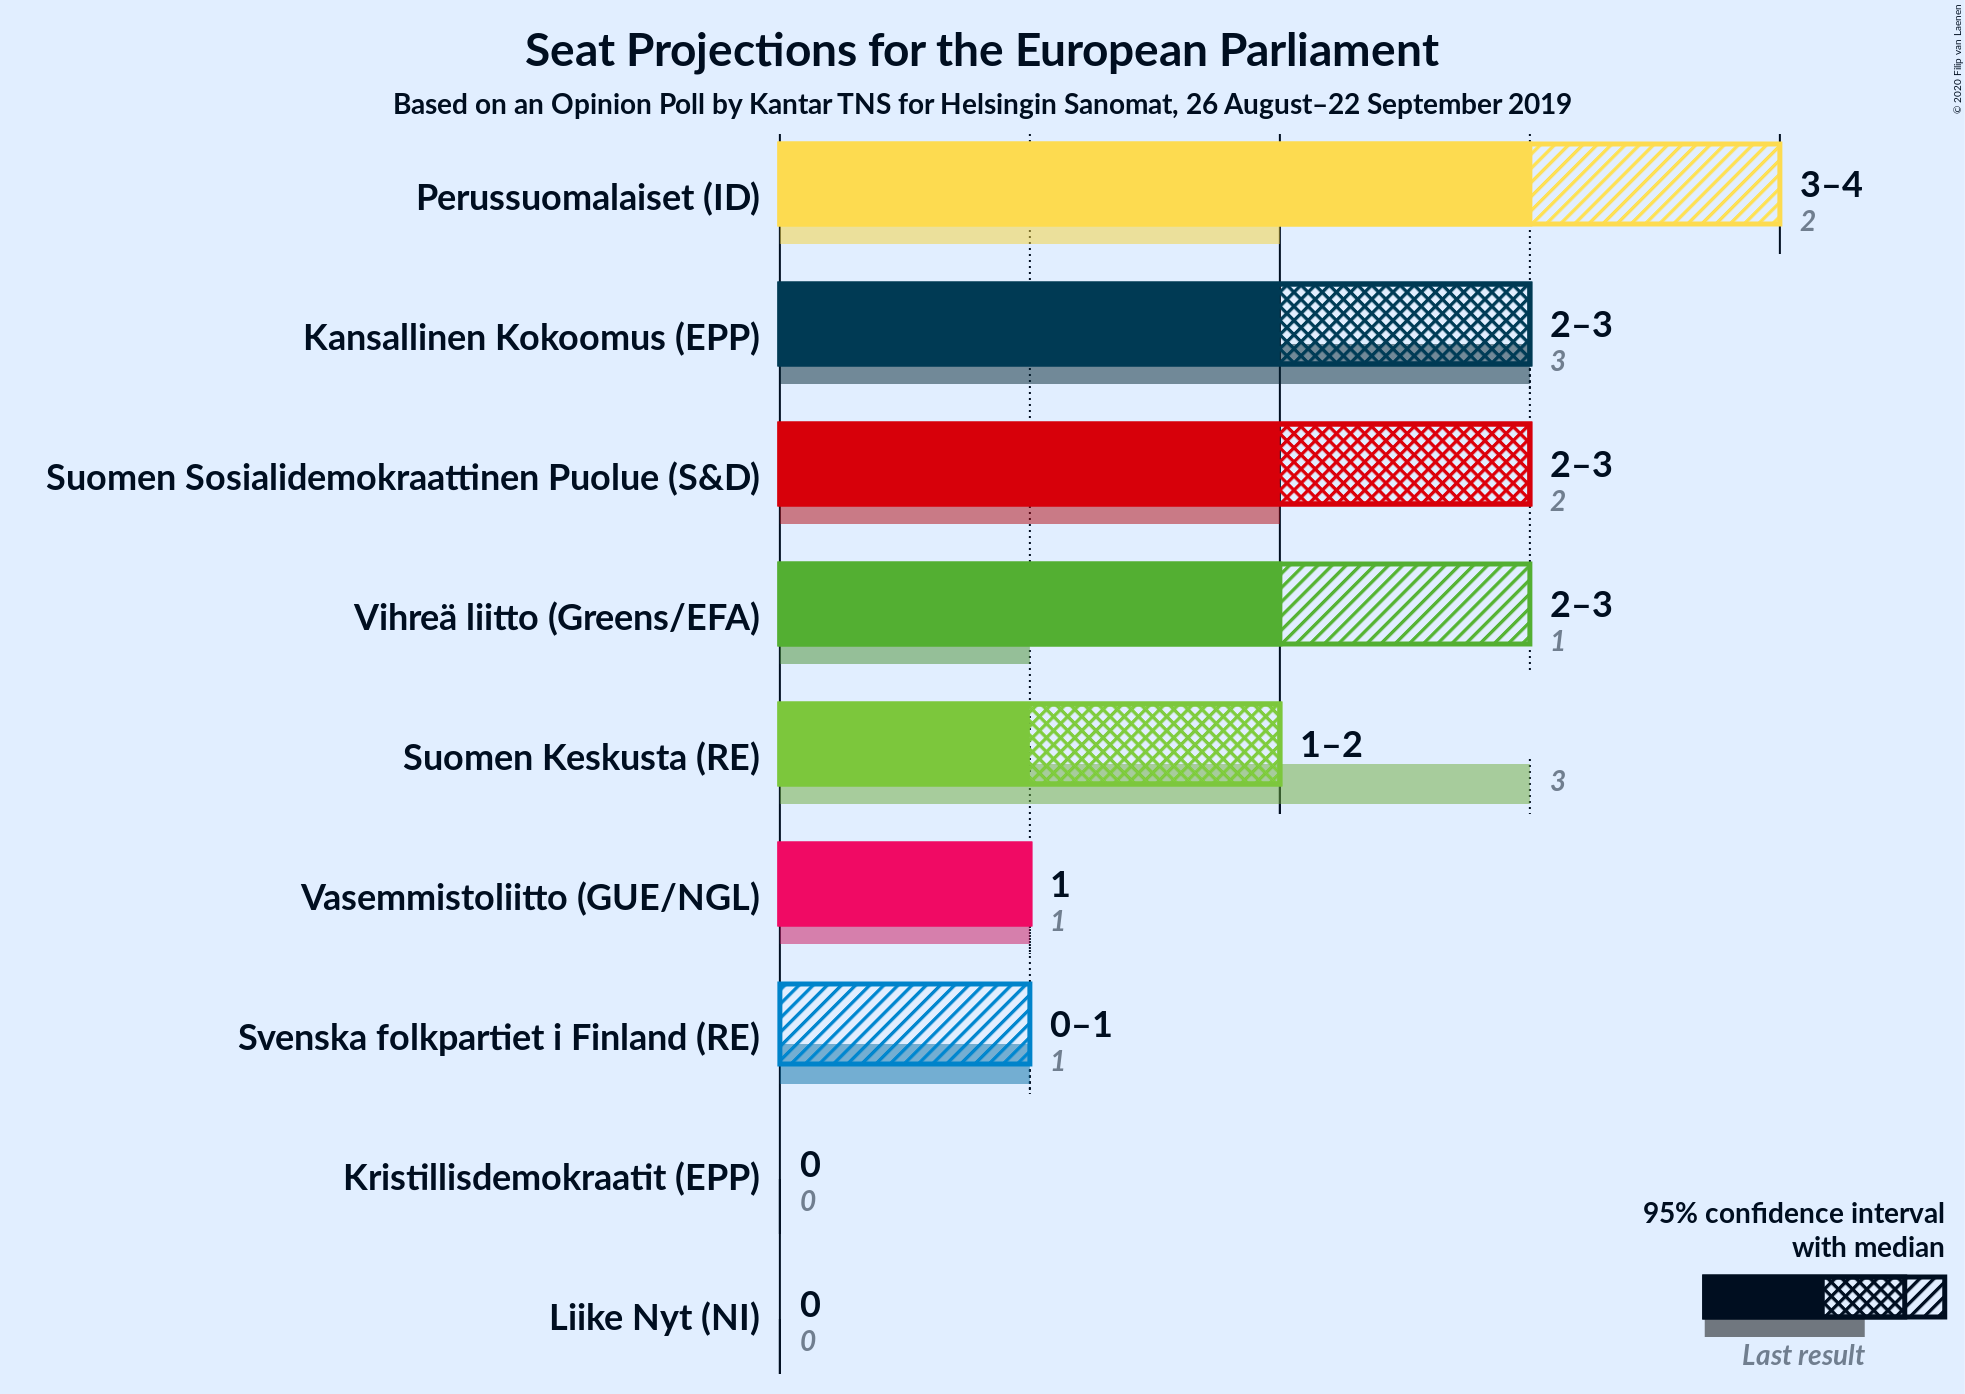 Seat Projections for the European Parliament
Based on an Opinion Poll by Kantar TNS for Helsingin Sanomat, 26 August–22 September 2019
© 2020 Filip van Laenen
Perussuomalaiset (ID)
3–4
2
Kansallinen Kokoomus (EPP)
2–3
3
Suomen Sosialidemokraattinen Puolue (S&D)
2–3
2
Vihreä liitto (Greens/EFA)
2–3
1
Suomen Keskusta (RE)
1–2
3
Vasemmistoliitto (GUE/NGL)
1
1
Svenska folkpartiet i Finland (RE)
0–1
1
Kristillisdemokraatit (EPP)
0
0
Liike Nyt (NI)
0
0
95% confidence interval
with median
Last result